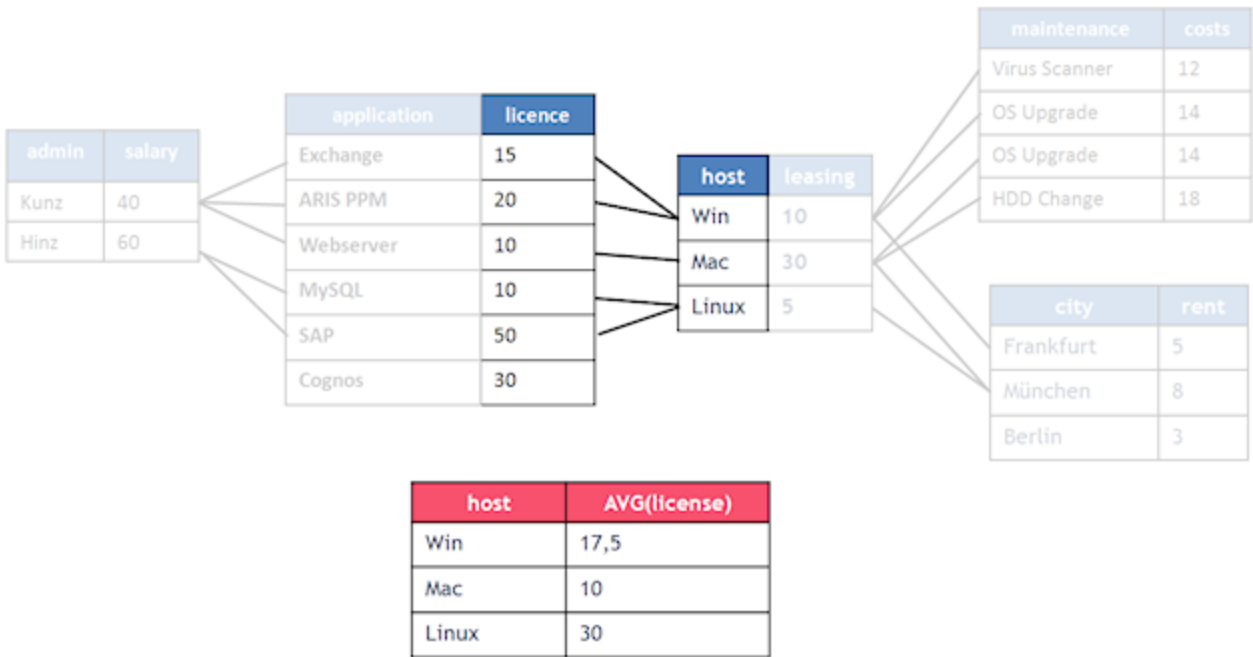 admin salary
Kunz 40
Hinz 60
application licence
Exchange 15
ARIS PPM 20
Webserver 10
MySQL 10
SAP 50
Cognos 30
host leasing
Win 10
Mac 30
Linux 5
maintenance costs
Virus Scanner 12
OS Upgrade 14
OS Upgrade 14
HDD Change 18
city rent
Frankfurt 5
München 8
Berlin 3
host AVG(license)
Win 17,5
Mac 10
Linux 30